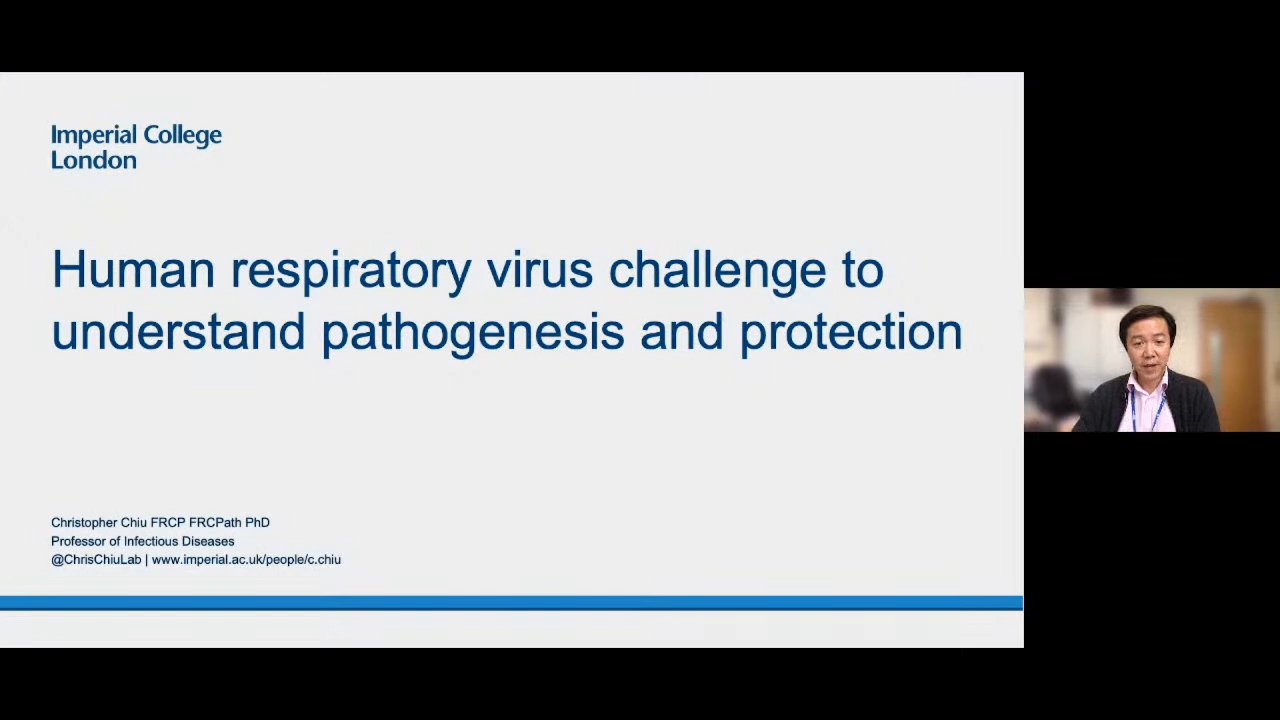 Imperial College
London
Human respiratory virus challenge to
understand pathogenesis and protection
Christopher Chiu FRCP FRCPath PhD
Professor of Infectious Diseases
@ChrisChiuLab | www.imperial.ac.uk/people/c.chiu